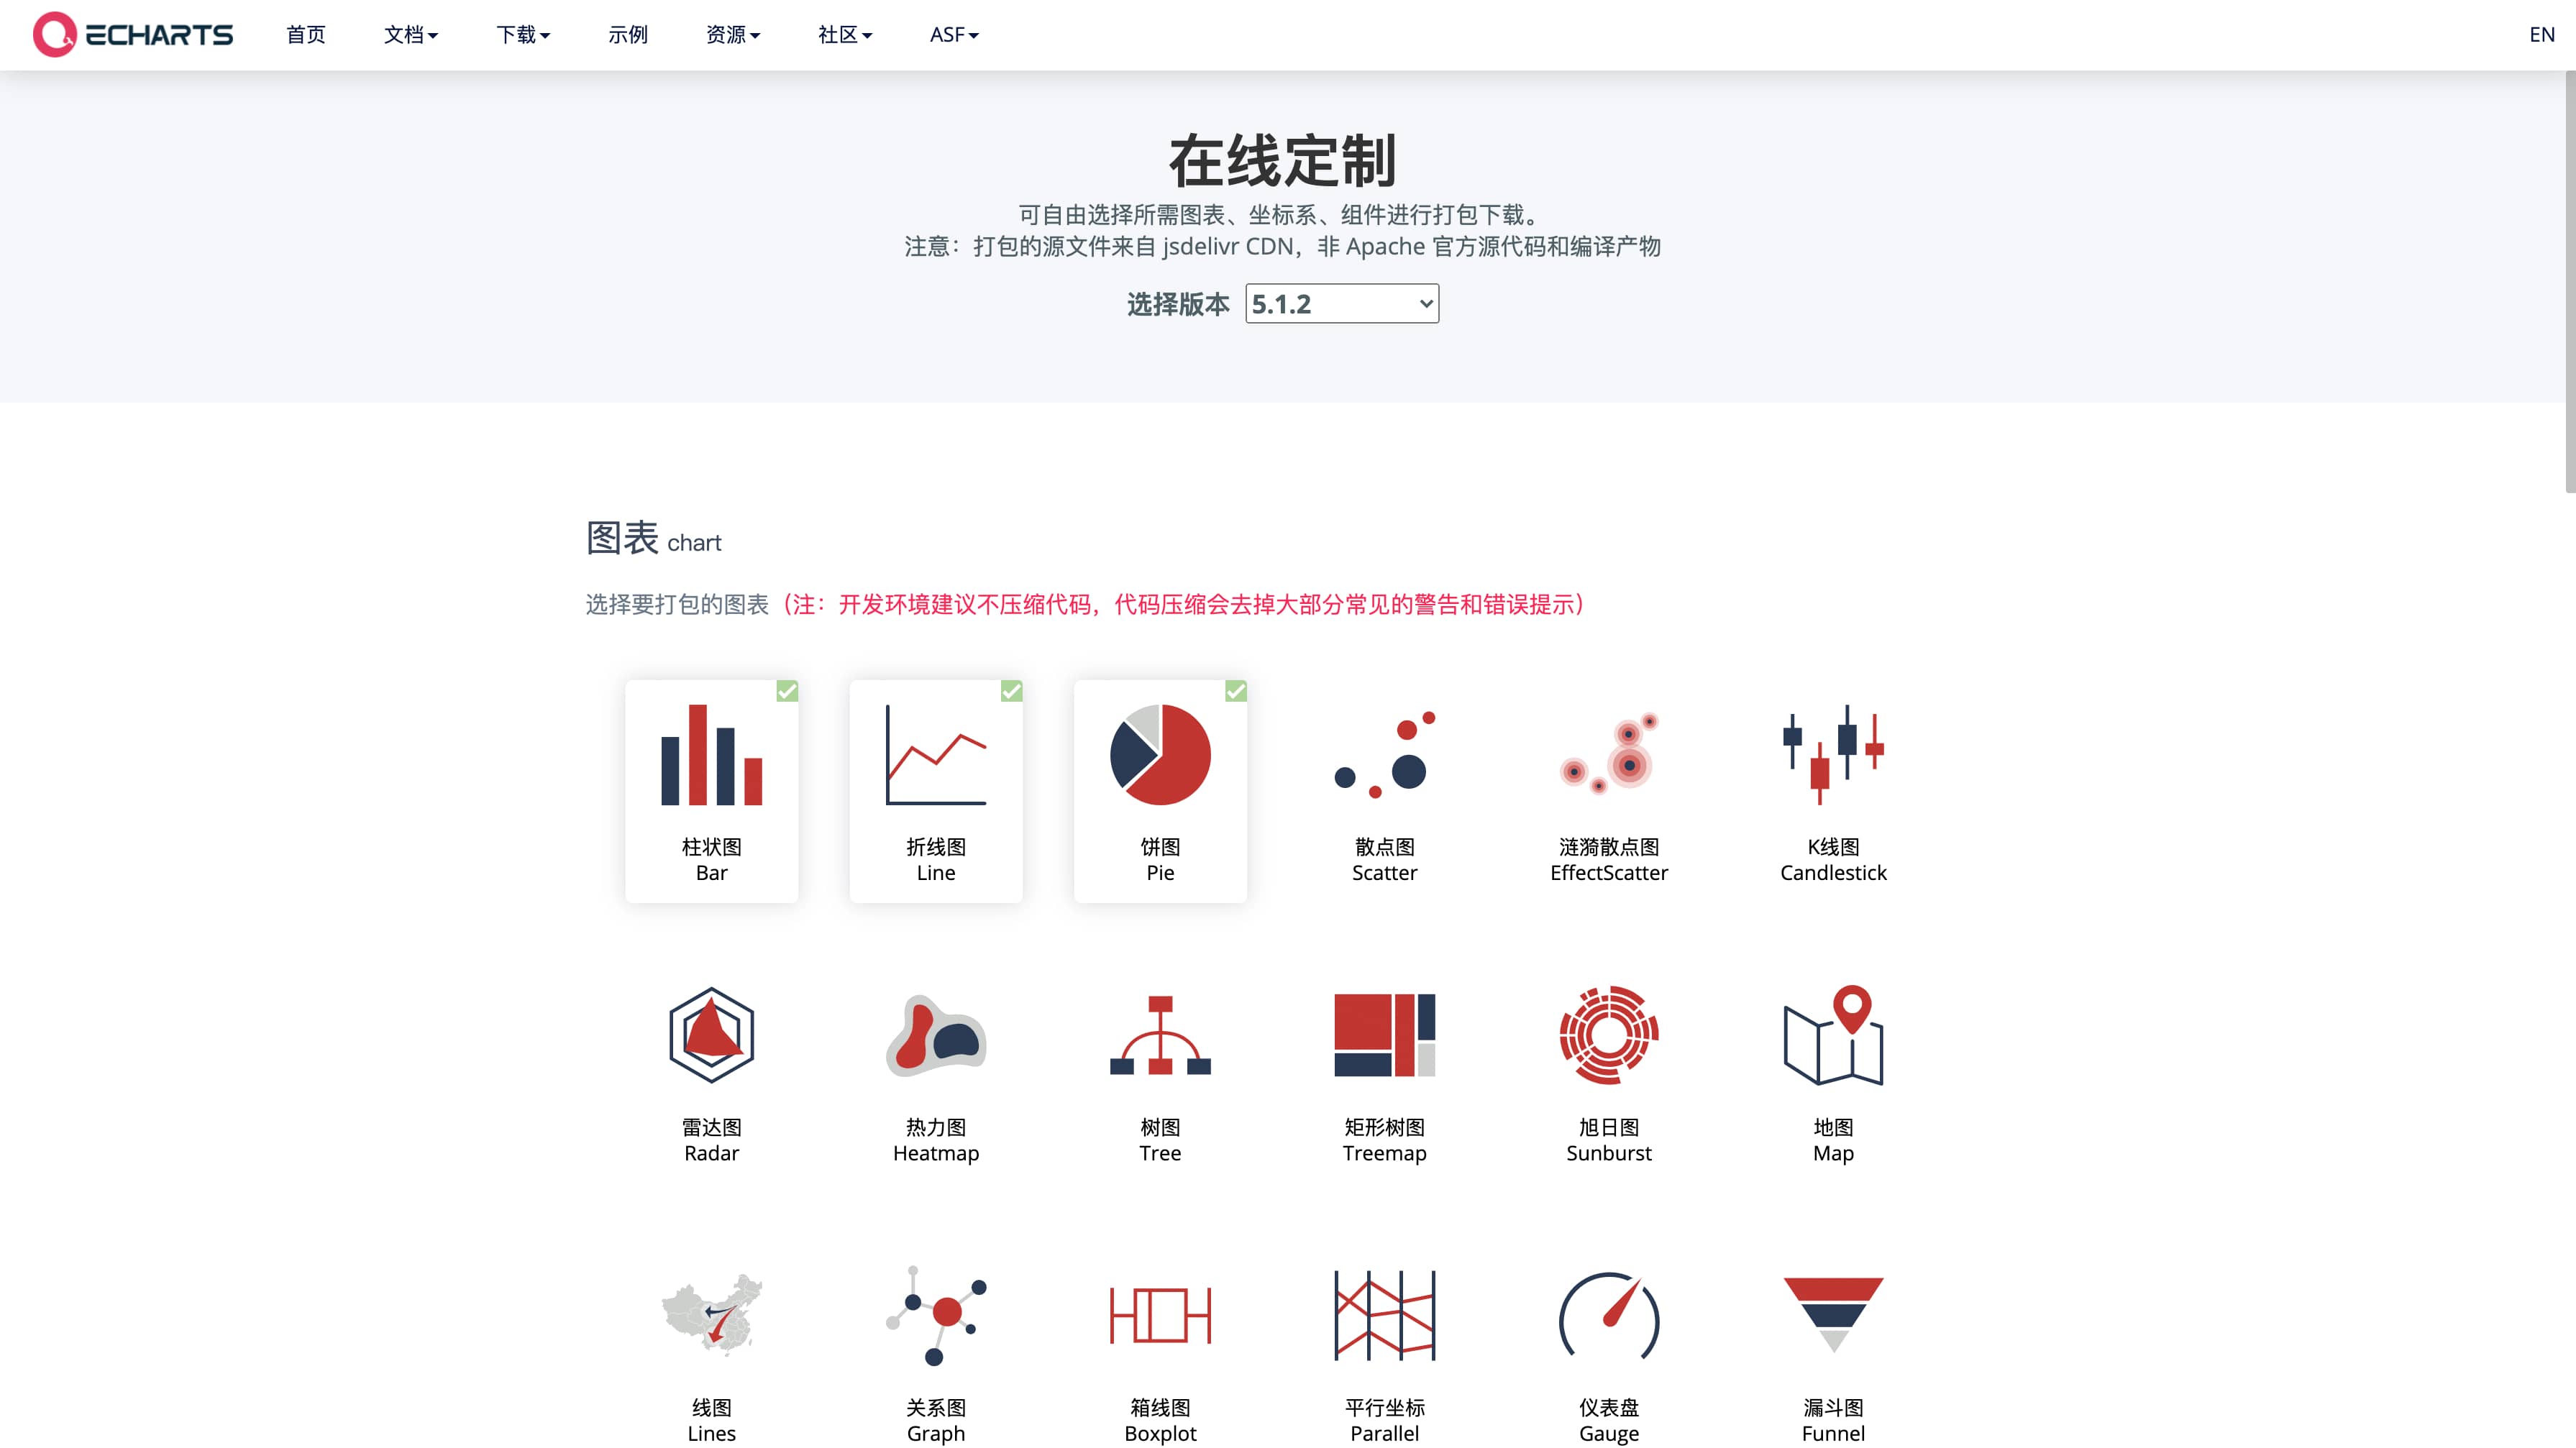 ECHARTS
首页
文档
下载
示例
资源
社区
ASF
EN
在线定制
可自由选择所需图表、坐标系、组件进行打包下载。
注意：打包的源文件来自 jsdelivr CDN，非 Apache 官方源代码和编译产物
选择版本 5.1.2
图表 chart
选择要打包的图表（注：开发环境建议不压缩代码，代码压缩会去掉大部分常见的警告和错误提示）
柱状图
Bar
折线图
Line
饼图
Pie
散点图
Scatter
涟漪散点图
EffectScatter
K线图
Candlestick
雷达图
Radar
热力图
Heatmap
树图
Tree
矩形树图
Treemap
旭日图
Sunburst
地图
Map
线图
Lines
关系图
Graph
箱线图
Boxplot
平行坐标
Parallel
仪表盘
Gauge
漏斗图
Funnel